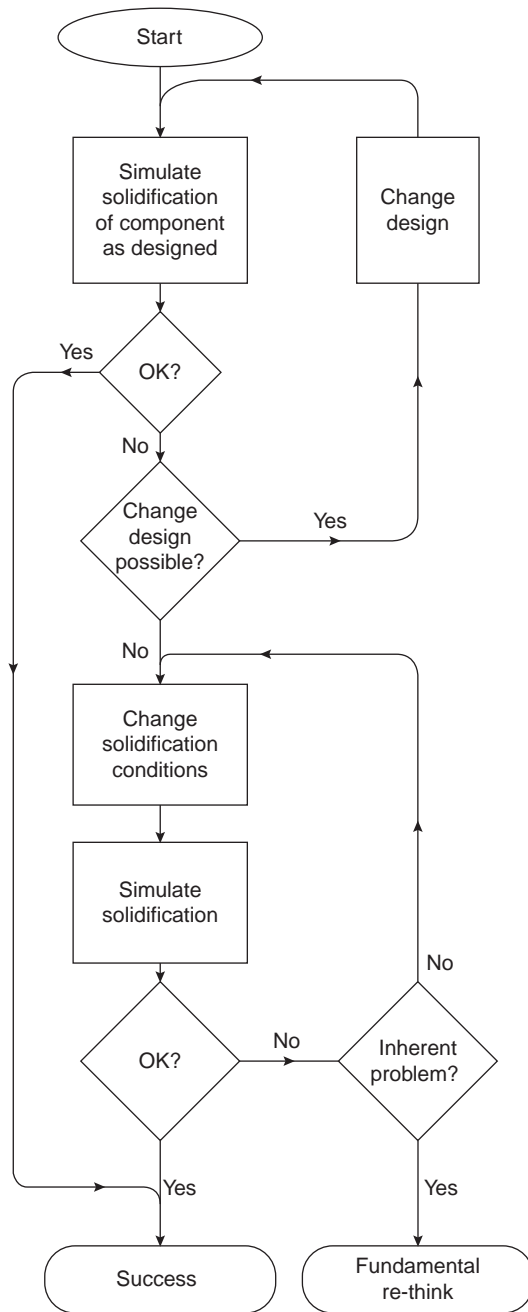 Start
Simulate
solidification
of component
as designed
Change
design
Yes
OK?
No
Change
design
possible?
Yes
No
Change
solidification
conditions
Simulate
solidification
No
OK?
No
Inherent
problem?
Yes
Yes
Success
Fundamental
re-think